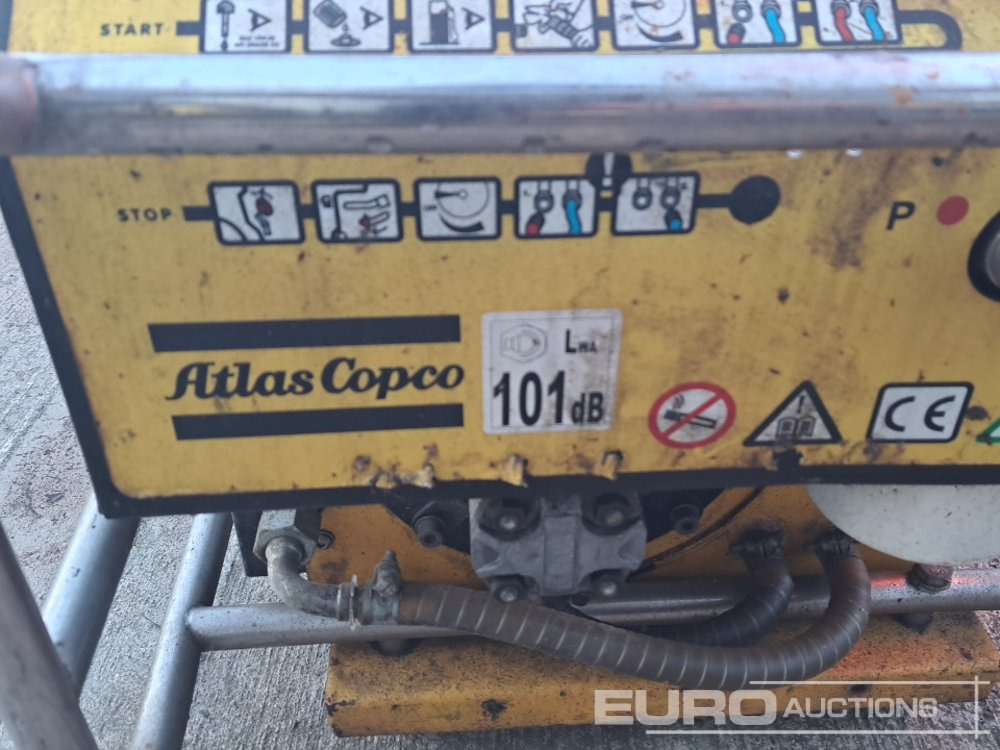 START
STOP
P
Atlas Copco
LWA
101dB
CE
EURO AUCTIONS